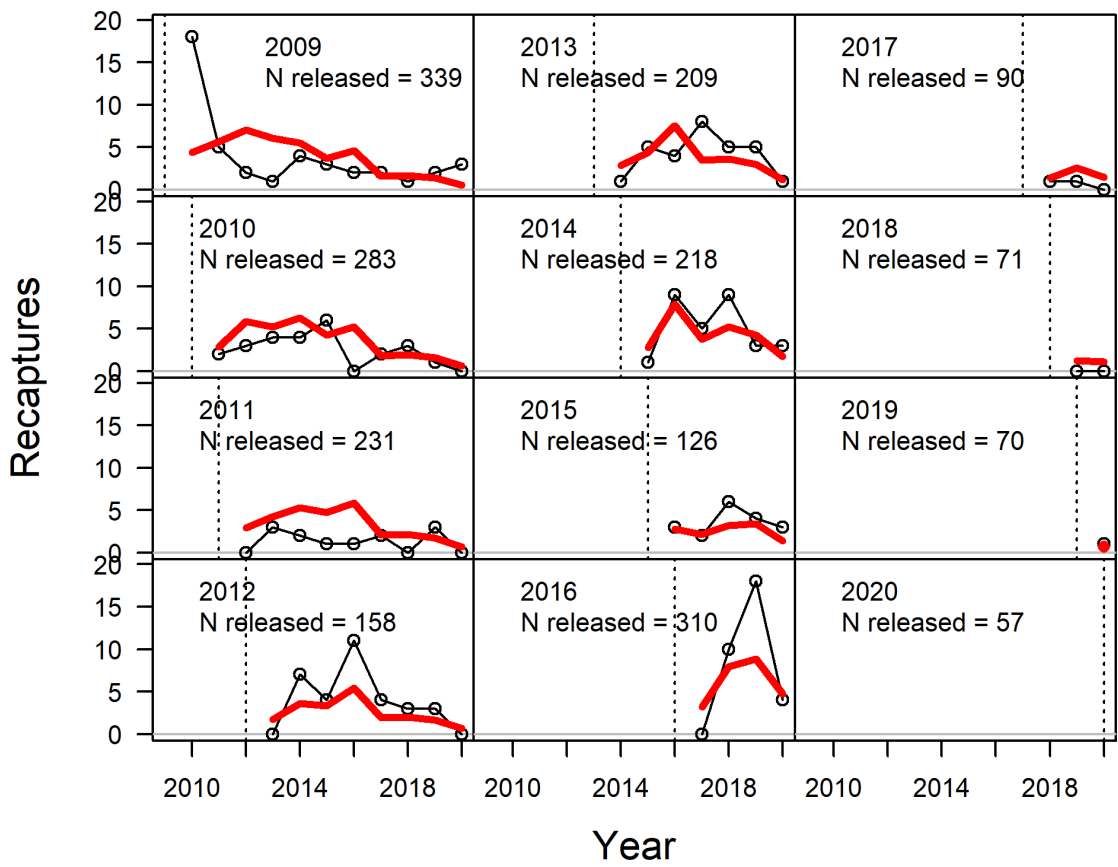 Recaptures
20
15
10
5
0
2009
N released = 339
2013
N released = 209
2017
N released = 90
20
15
10
5
0
2010
N released = 283
2014
N released = 218
2018
N released = 71
20
15
10
5
0
2011
N released = 231
2015
N released = 126
2019
N released = 70
20
15
10
5
0
2012
N released = 158
2016
N released = 310
2020
N released = 57
2010 2014 2018 2010 2014 2018 2010 2014 2018
Year